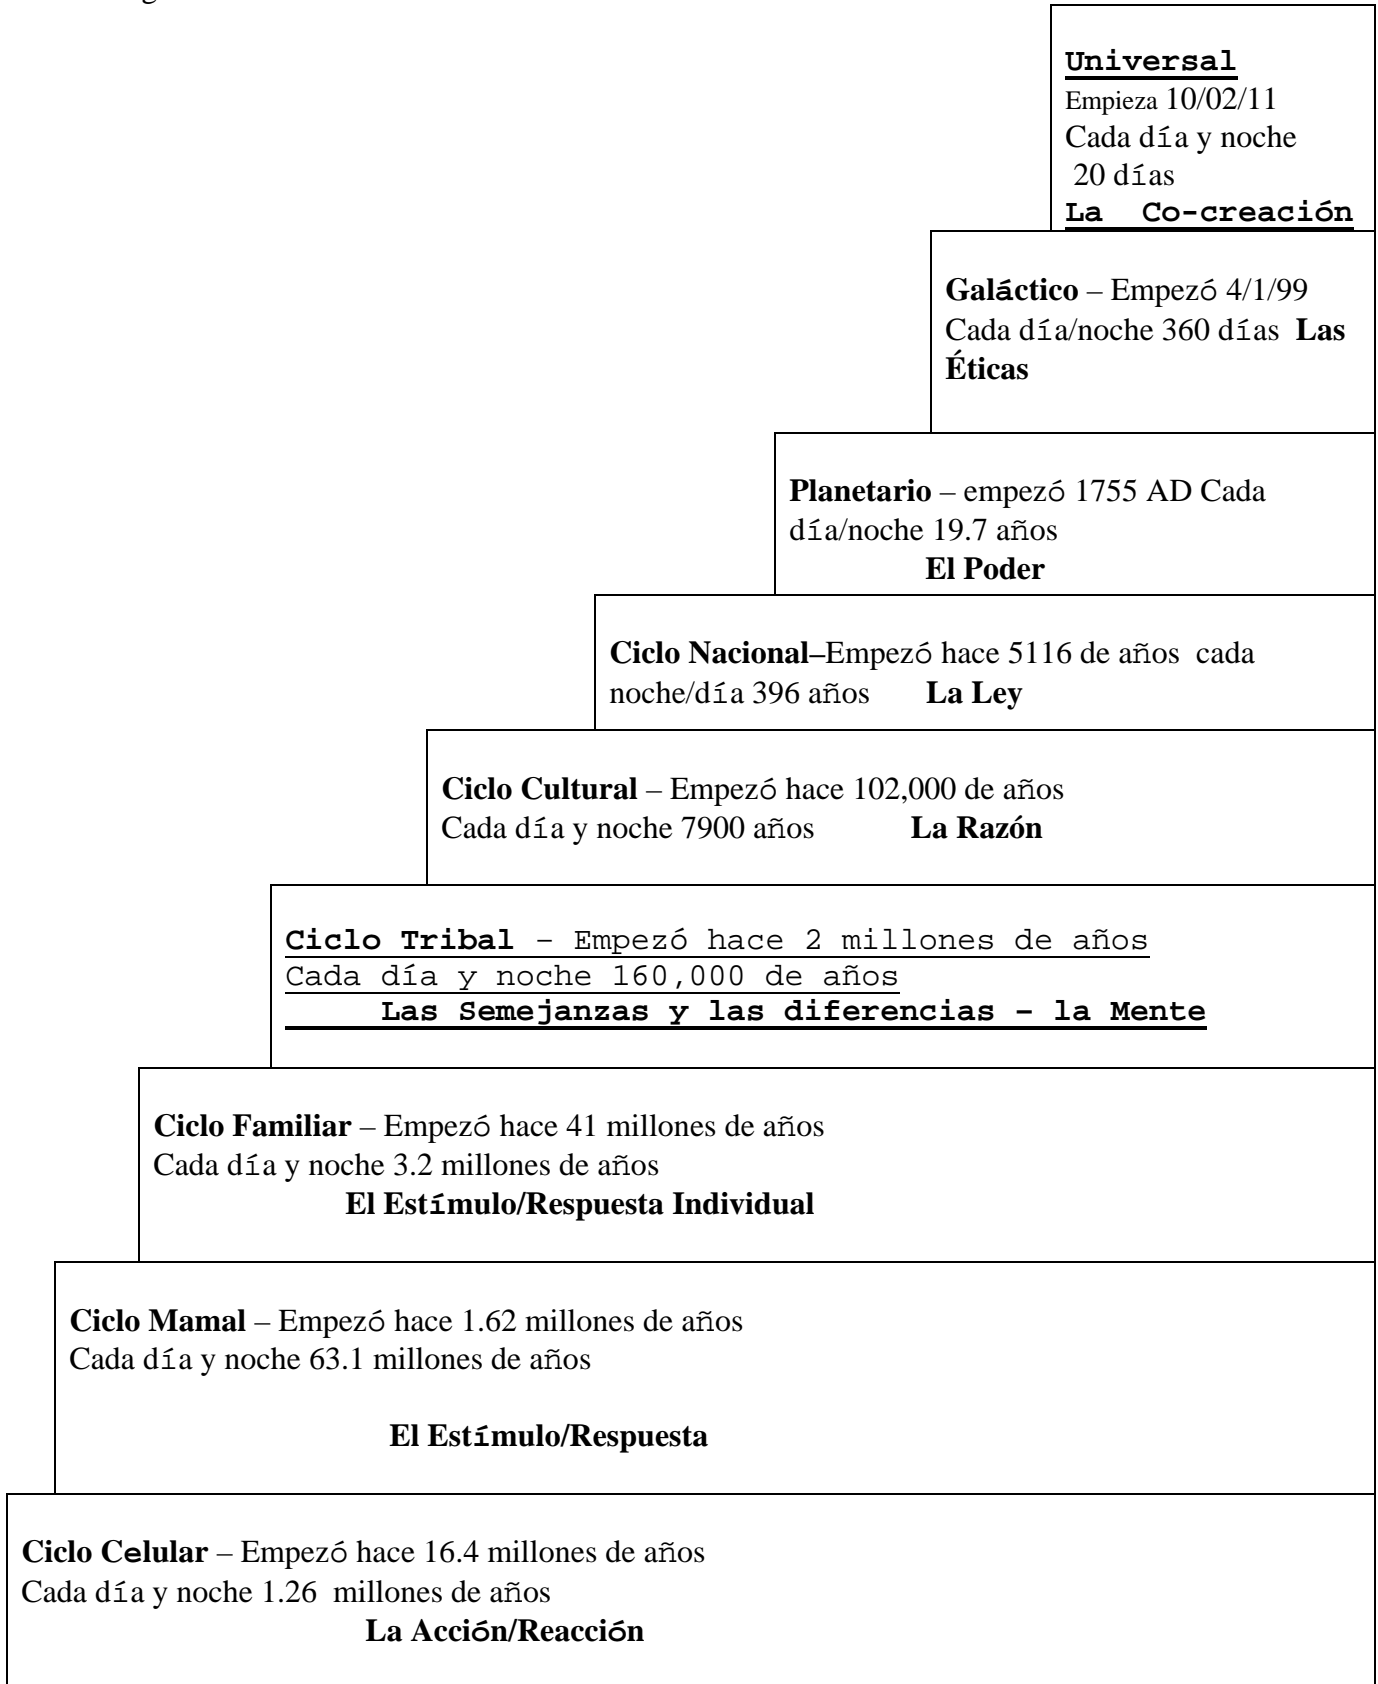 Universal
Empieza 10/02/11
Cada día y noche
20 días
La Co-creación
Galáctico – Empezó 4/1/99
Cada día/noche 360 días Las
Éticas
Planetario – empezó 1755 AD Cada
día/noche 19.7 años
El Poder
Ciclo Nacional–Empezó hace 5116 de años cada
noche/día 396 años La Ley
Ciclo Cultural – Empezó hace 102,000 de años
Cada día y noche 7900 años La Razón
Ciclo Tribal – Empezó hace 2 millones de años
Cada día y noche 160,000 de años
Las Semejanzas y las diferencias – la Mente
Ciclo Familiar – Empezó hace 41 millones de años
Cada día y noche 3.2 millones de años
El Estímulo/Respuesta Individual
Ciclo Mamal – Empezó hace 1.62 millones de años
Cada día y noche 63.1 millones de años
El Estímulo/Respuesta
Ciclo Celular – Empezó hace 16.4 millones de años
Cada día y noche 1.26 millones de años
La Acción/Reacción